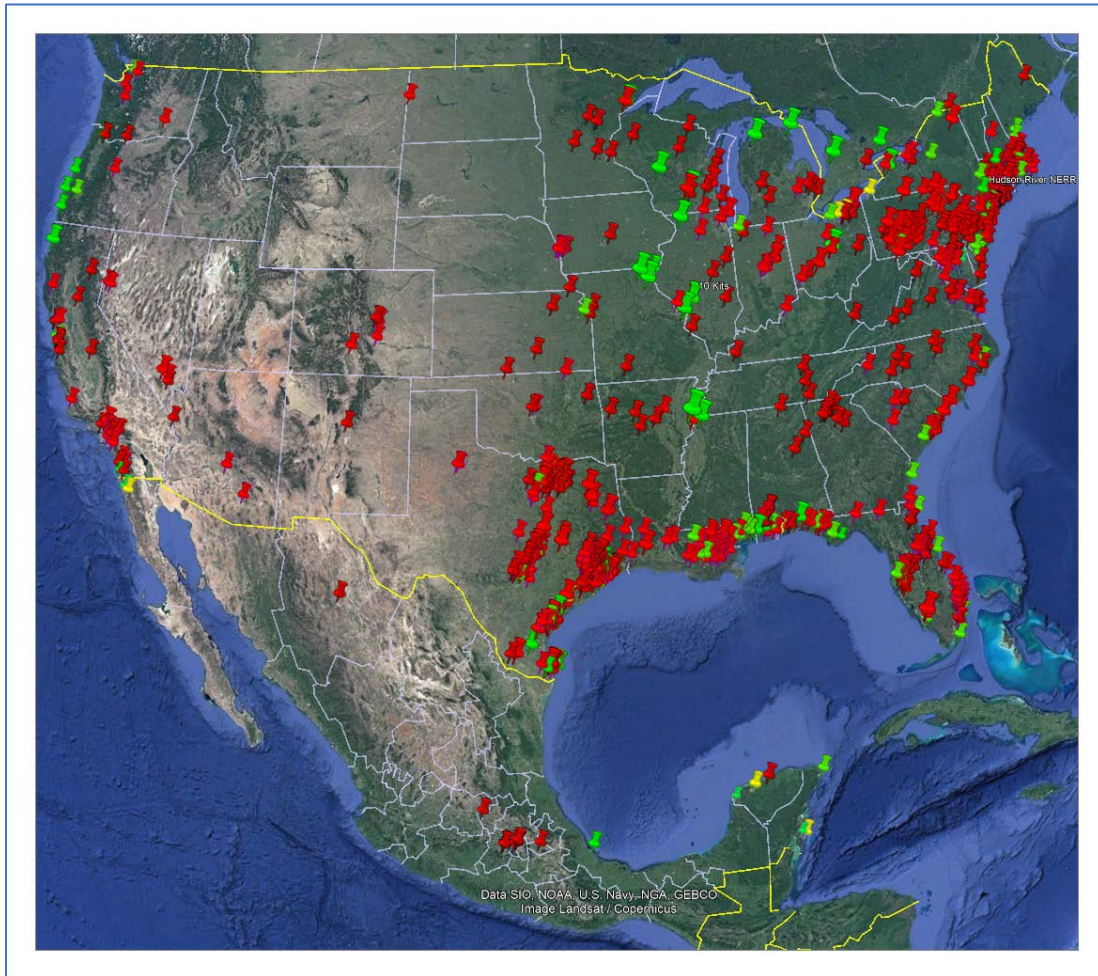 Hudson River NERR
10 Kits
Data SIO, NOAA, U.S. Navy, NGA, GEBCO
Image Landsat / Copernicus